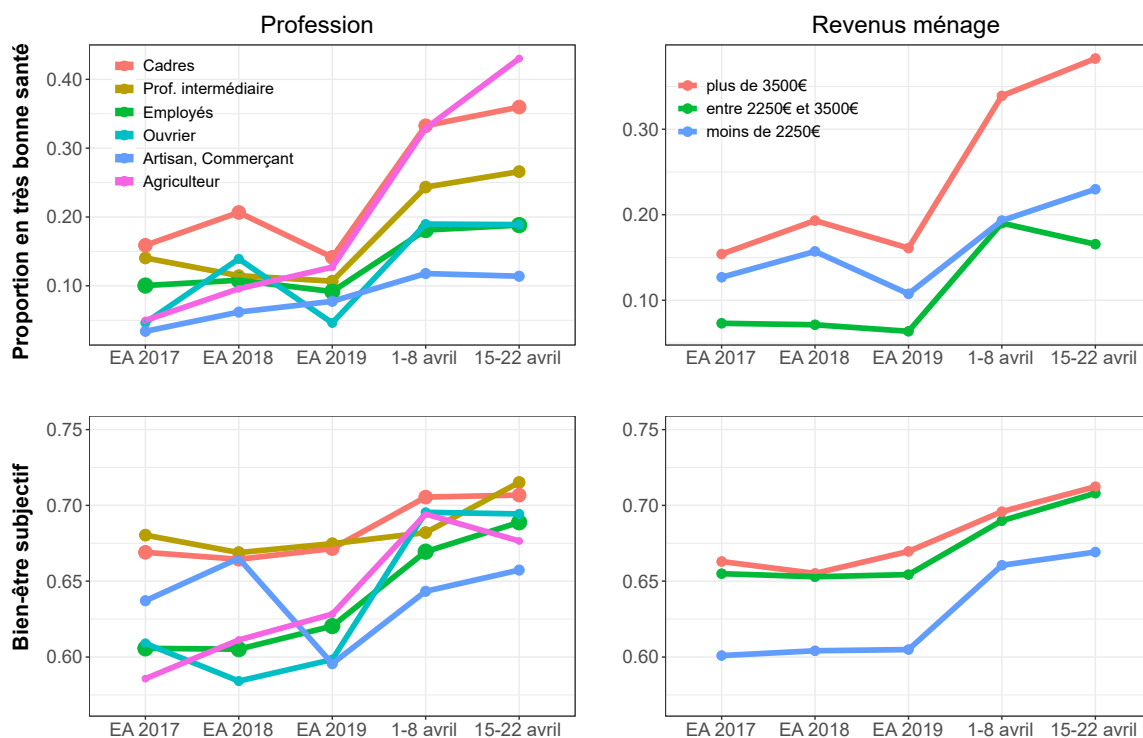 Profession
Revenus ménage
Proportion en très bonne santé
0.40
0.30
0.20
0.10
Cadres
Prof. intermédiaire
Employés
Ouvrier
Artisan, Commerçant
Agriculteur
EA 2017 EA 2018 EA 2019 1-8 avril 15-22 avril
0.30
0.20
0.10
plus de 3500€
entre 2250€ et 3500€
moins de 2250€
EA 2017 EA 2018 EA 2019 1-8 avril 15-22 avril
Bien-être subjectif
0.75
0.70
0.65
0.60
EA 2017 EA 2018 EA 2019 1-8 avril 15-22 avril
0.75
0.70
0.65
0.60
EA 2017 EA 2018 EA 2019 1-8 avril 15-22 avril